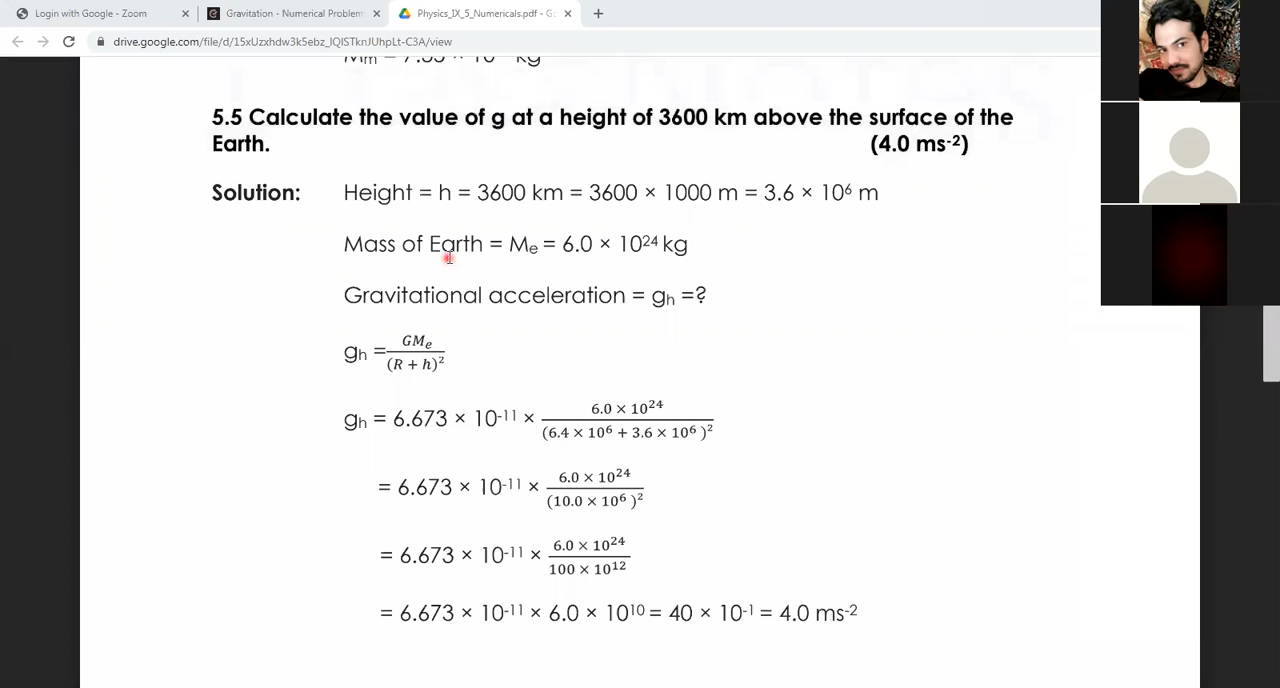 Login with Google - Zoom
Gravitation - Numerical Problem
Physics_IX_5_Numericals.pdf - Go
drive.google.com/file/d/15xUzxhdw3k5ebz_IQISTknJUhpLt-C3A/view
5.5 Calculate the value of g at a height of 3600 km above the surface of the
Earth. (4.0 ms⁻²)
Solution: Height = h = 3600 km = 3600 × 1000 m = 3.6 × 10⁶ m
Mass of Earth = Mₑ = 6.0 × 10²⁴ kg
Gravitational acceleration = gₕ =?
gₕ = GMₑ / (R + h)²
gₕ = 6.673 × 10⁻¹¹ × 6.0 × 10²⁴ / (6.4 × 10⁶ + 3.6 × 10⁶ )²
= 6.673 × 10⁻¹¹ × 6.0 × 10²⁴ / (10.0 × 10⁶ )²
= 6.673 × 10⁻¹¹ × 6.0 × 10²⁴ / 100 × 10¹²
= 6.673 × 10⁻¹¹ × 6.0 × 10¹⁰ = 40 × 10⁻¹ = 4.0 ms⁻²